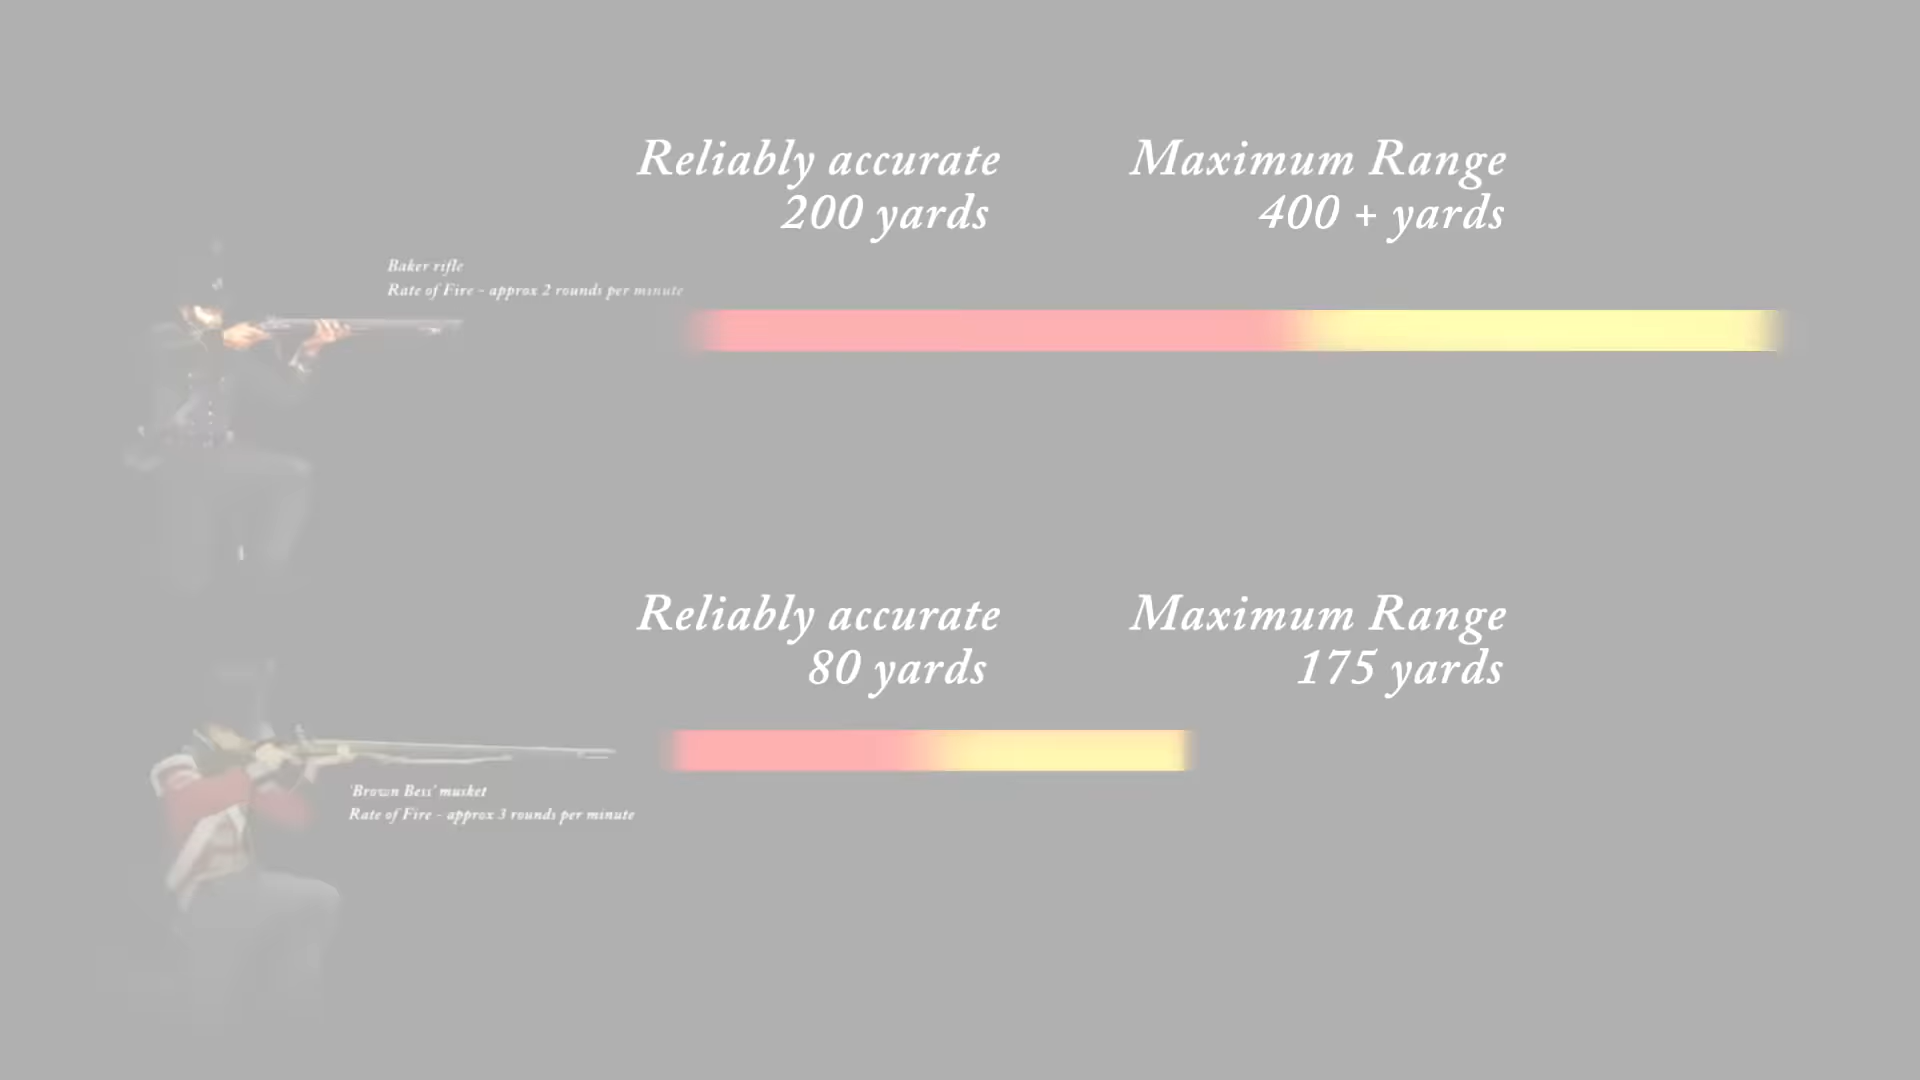 Reliably accurate
200 yards
Maximum Range
400 + yards
Baker rifle
Rate of Fire - approx 2 rounds per minute
Reliably accurate
80 yards
Maximum Range
175 yards
'Brown Bess' musket
Rate of Fire - approx 3 rounds per minute